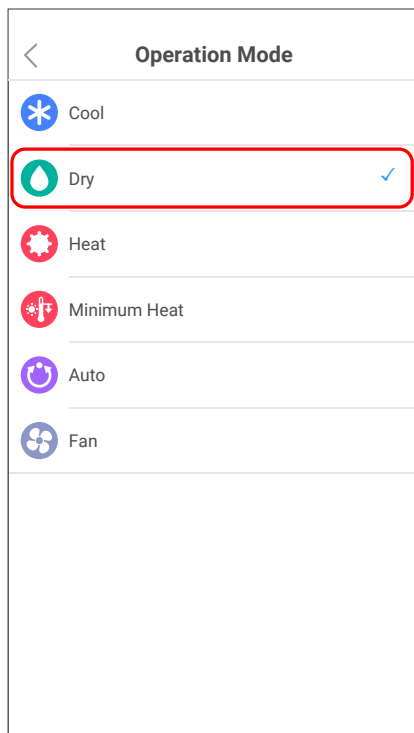 Operation Mode
Cool
Dry
Heat
Minimum Heat
Auto
Fan